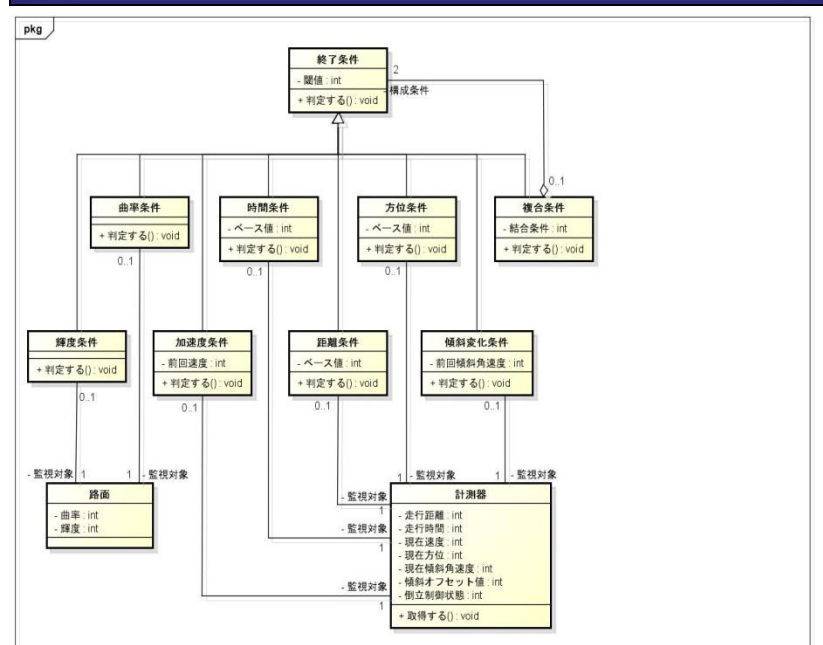 pkg
終了条件
- 閾値 : int
+ 判定する() : void
2
- 構成条件
0..1
曲率条件
+ 判定する() : void
0..1
時間条件
- ベース値 : int
+ 判定する() : void
0..1
方位条件
- ベース値 : int
+ 判定する() : void
0..1
複合条件
- 結合条件 : int
+ 判定する() : void
輝度条件
+ 判定する() : void
0..1
加速度条件
- 前回速度 : int
+ 判定する() : void
0..1
距離条件
- ベース値 : int
+ 判定する() : void
0..1
傾斜変化条件
- 前回傾斜角速度 : int
+ 判定する() : void
0..1
- 監視対象 1
1 - 監視対象
路面
- 曲率 : int
- 輝度 : int
1 - 監視対象
1 - 監視対象
- 監視対象
1
- 監視対象
1
- 監視対象
1
計測器
- 走行距離 : int
- 走行時間 : int
- 現在速度 : int
- 現在方位 : int
- 現在傾斜角速度 : int
- 傾斜オフセット値 : int
- 倒立制御状態 : int
+ 取得する() : void